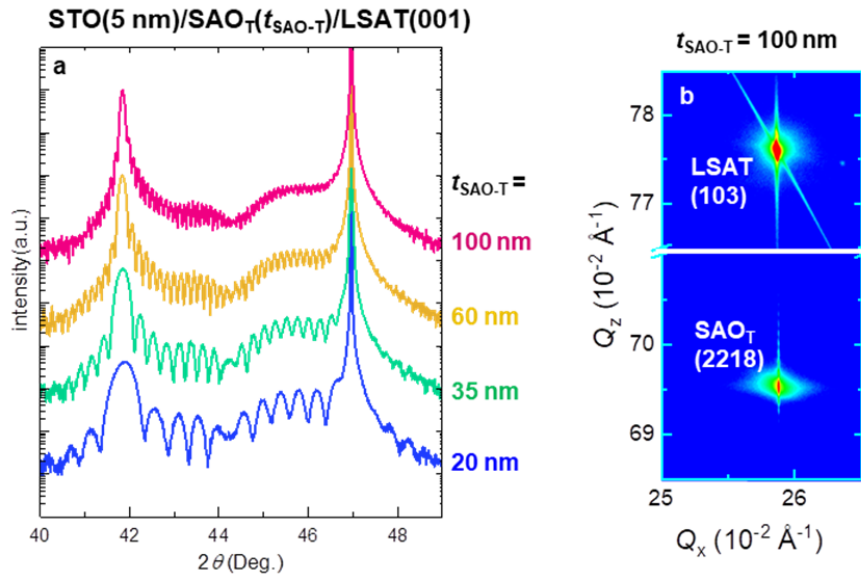 STO(5 nm)/SAO_T(t_SAO-T)/LSAT(001)
a
t_SAO-T =
100 nm
60 nm
35 nm
20 nm
intensity (a.u.)
40 42 44 46 48
2θ (Deg.)
t_SAO-T = 100 nm
b
78
77
70
69
LSAT
(103)
SAO_T
(2218)
Q_z (10^-2 Å^-1)
25 26
Q_x (10^-2 Å^-1)